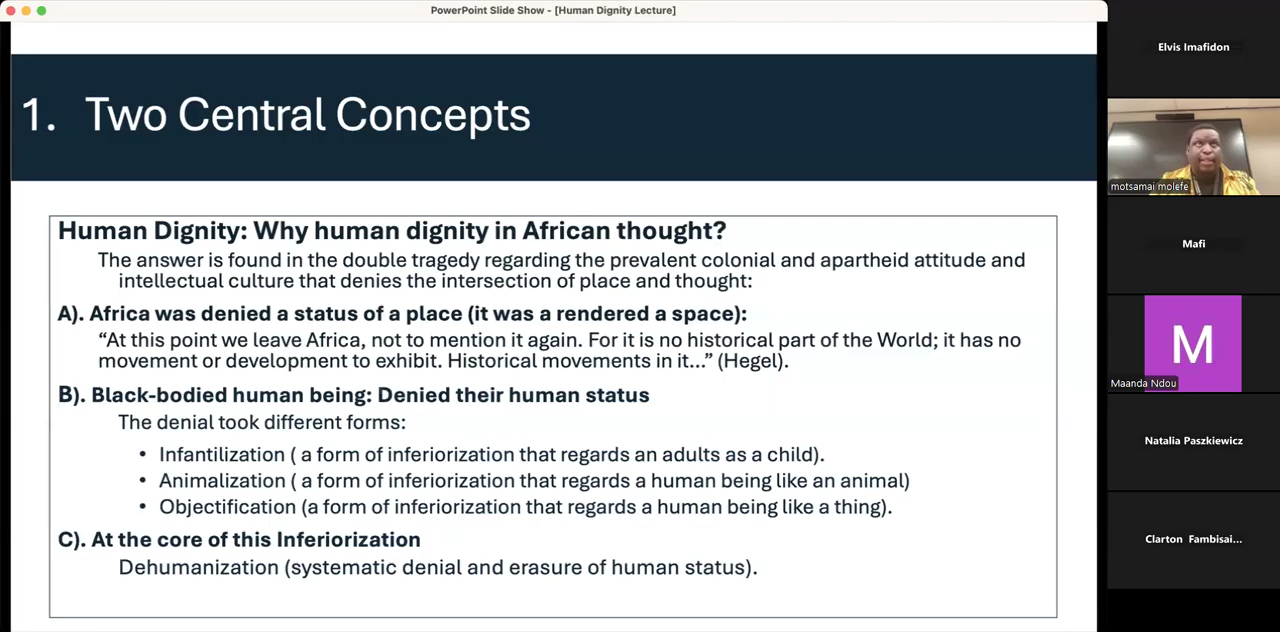 PowerPoint Slide Show - [Human Dignity Lecture]
1. Two Central Concepts
Human Dignity: Why human dignity in African thought?
The answer is found in the double tragedy regarding the prevalent colonial and apartheid attitude and
intellectual culture that denies the intersection of place and thought:
A). Africa was denied a status of a place (it was a rendered a space):
“At this point we leave Africa, not to mention it again. For it is no historical part of the World; it has no
movement or development to exhibit. Historical movements in it...” (Hegel).
B). Black-bodied human being: Denied their human status
The denial took different forms:
• Infantilization ( a form of inferiorization that regards an adults as a child).
• Animalization ( a form of inferiorization that regards a human being like an animal)
• Objectification (a form of inferiorization that regards a human being like a thing).
C). At the core of this Inferiorization
Dehumanization (systematic denial and erasure of human status).
Elvis Imafidon
motsamai molefe
Mafi
M
Maanda Ndou
Natalia Paszkiewicz
Clarton Fambisai...